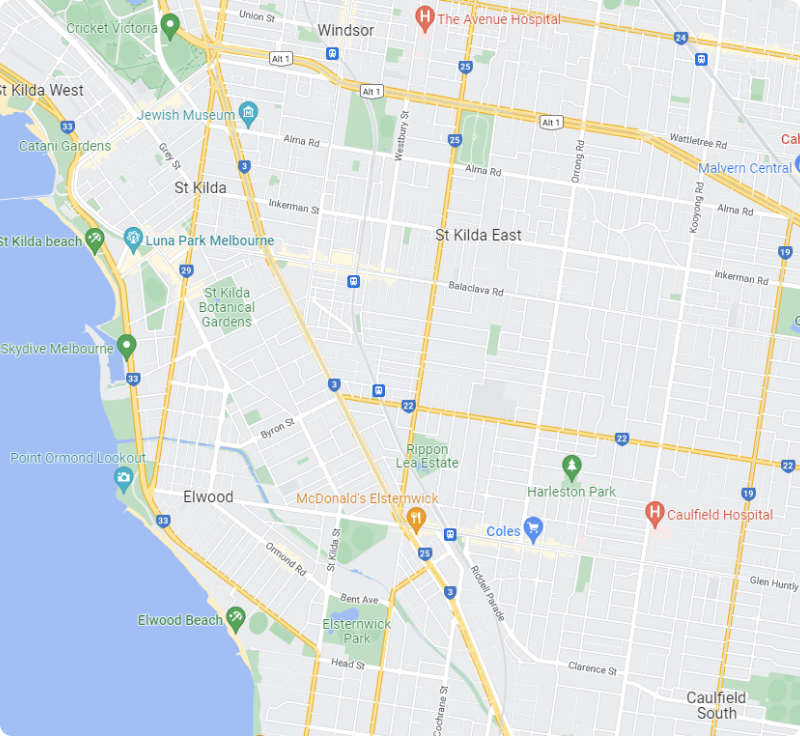 Union St
Windsor
The Avenue Hospital
Cricket Victoria
24
Alt 1
25
St Kilda West
Alt 1
33
Jewish Museum
Alt 1
Catani Gardens
Grey St
Alma Rd
Westbury St
25
Orrong Rd
Wattletree Rd
Cab
3
St Kilda
Alma Rd
Malvern Central
Inkerman St
Kooyong Rd
Alma Rd
St Kilda beach
Luna Park Melbourne
St Kilda East
19
29
Balaclava Rd
Inkerman Rd
St Kilda
Botanical
Gardens
Skydive Melbourne
33
3
22
Byron St
22
22
Point Ormond Lookout
Rippon
Lea Estate
Harleston Park
19
Elwood
McDonald's Elsternwick
33
Coles
Caulfield Hospital
St Kilda St
Ormond Rd
25
Glen Huntly
3
Riddell Parade
Bent Ave
Elwood Beach
Elsternwick
Park
Head St
Clarence St
Cochrane St
Caulfield
South